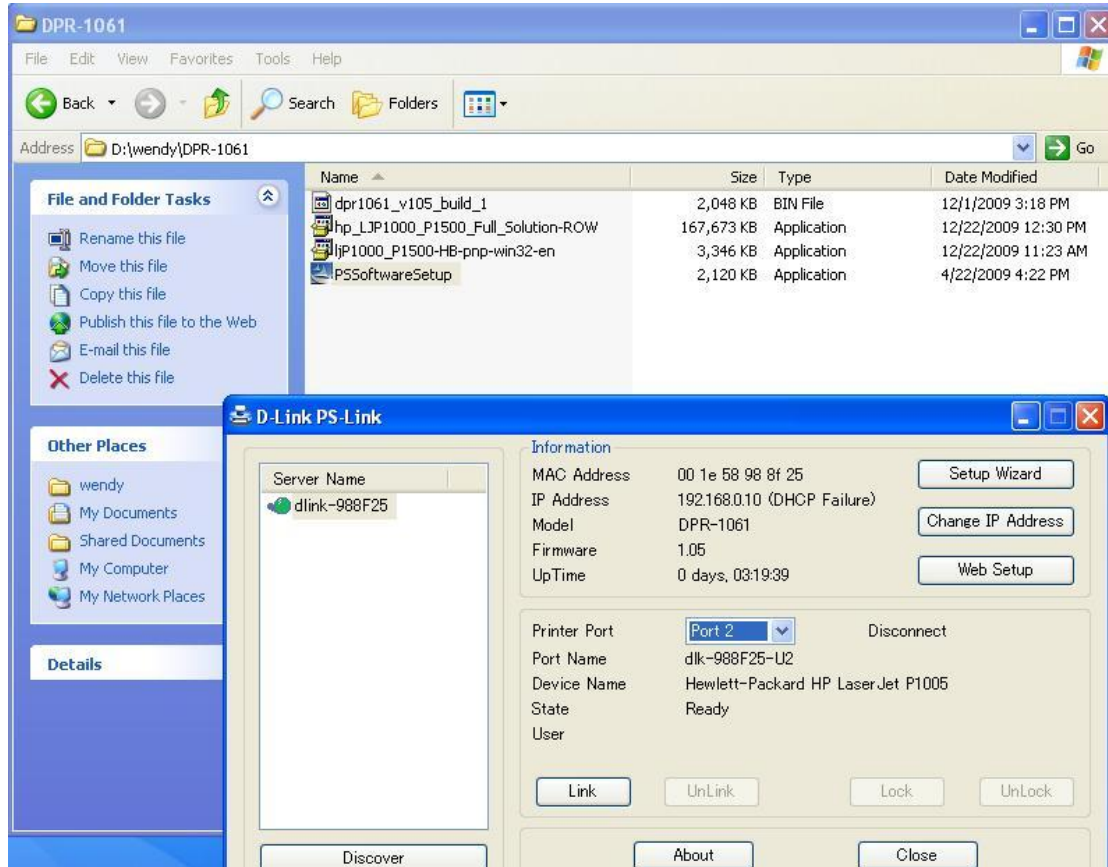 DPR-1061
File Edit View Favorites Tools Help
Back Search Folders
Address D:\wendy\DPR-1061 Go
File and Folder Tasks
Rename this file
Move this file
Copy this file
Publish this file to the Web
E-mail this file
Delete this file
Other Places
wendy
My Documents
Shared Documents
My Computer
My Network Places
Details
Name Size Type Date Modified
dpr1061_v105_build_1 2,048 KB BIN File 12/1/2009 3:18 PM
hp_LJP1000_P1500_Full_Solution-ROW 167,673 KB Application 12/22/2009 12:30 PM
ljP1000_P1500-HB-pnp-win32-en 3,346 KB Application 12/22/2009 11:23 AM
PSSoftwareSetup 2,120 KB Application 4/22/2009 4:22 PM
D-Link PS-Link
Server Name
dlink-988F25
Discover
Information
MAC Address 00 1e 58 98 8f 25
IP Address 192.168.0.10 (DHCP Failure)
Model DPR-1061
Firmware 1.05
UpTime 0 days, 03:19:39
Setup Wizard
Change IP Address
Web Setup
Printer Port Port 2 Disconnect
Port Name dlk-988F25-U2
Device Name Hewlett-Packard HP LaserJet P1005
State Ready
User
Link UnLink Lock UnLock
About Close